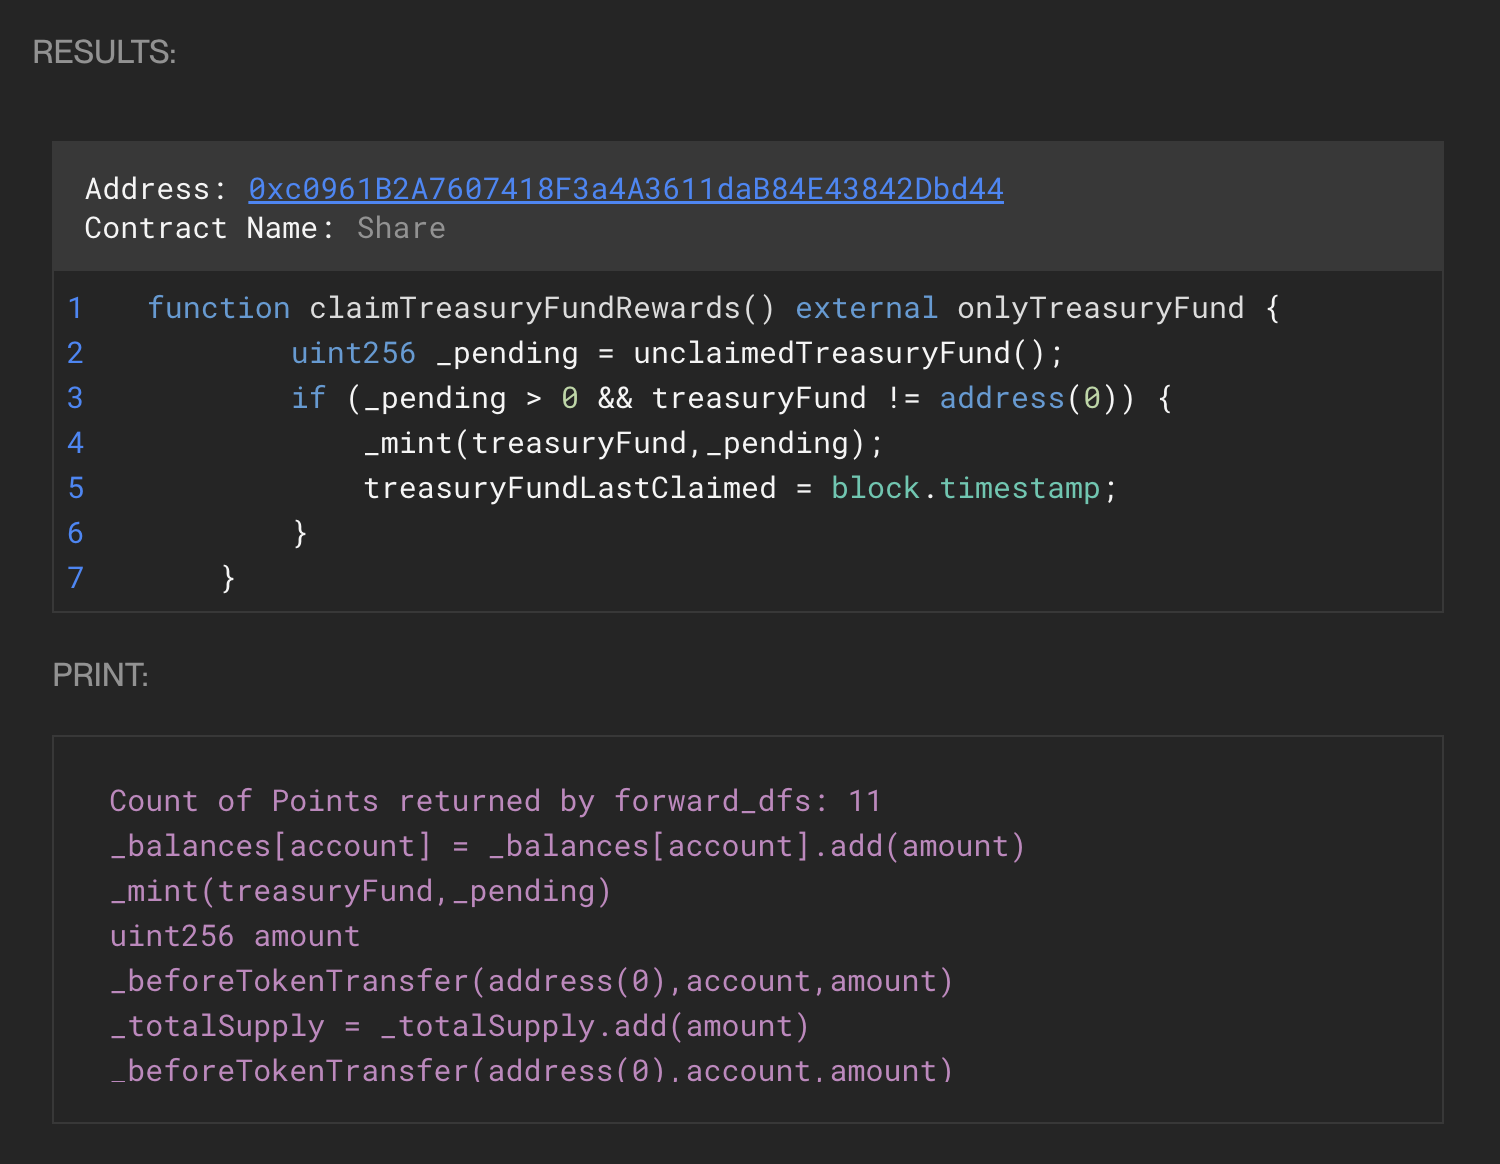 RESULTS:
Address: 0xc0961B2A7607418F3a4A3611daB84E43842Dbd44
Contract Name: Share
1 function claimTreasuryFundRewards() external onlyTreasuryFund {
2 uint256 _pending = unclaimedTreasuryFund();
3 if (_pending > 0 && treasuryFund != address(0)) {
4 _mint(treasuryFund,_pending);
5 treasuryFundLastClaimed = block.timestamp;
6 }
7 }
PRINT:
Count of Points returned by forward_dfs: 11
_balances[account] = _balances[account].add(amount)
_mint(treasuryFund,_pending)
uint256 amount
_beforeTokenTransfer(address(0),account,amount)
_totalSupply = _totalSupply.add(amount)
_beforeTokenTransfer(address(0),account,amount)